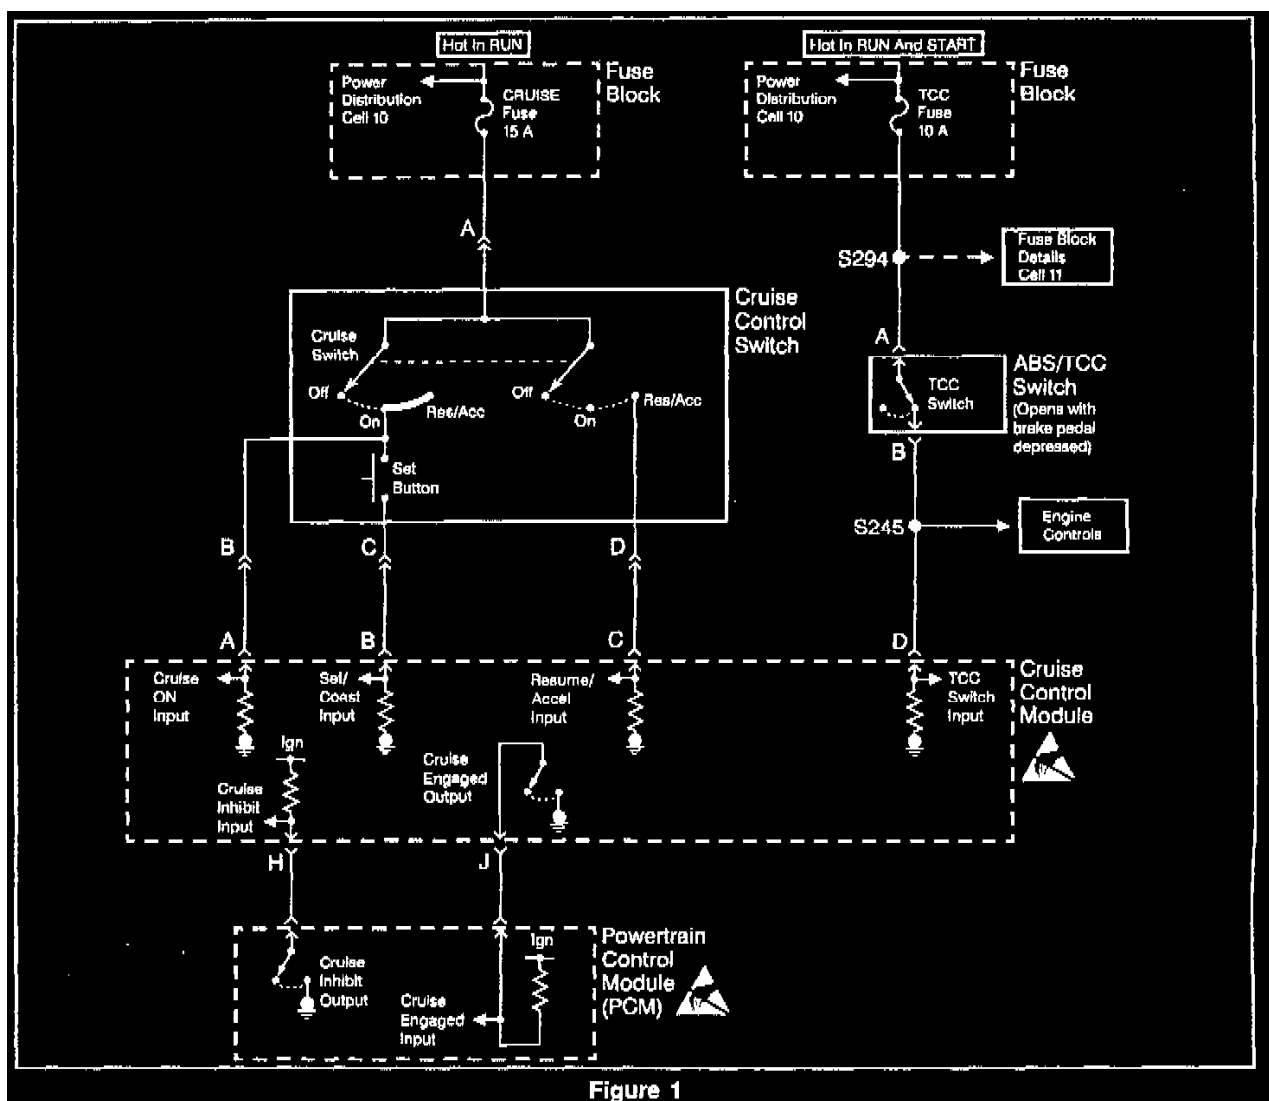 Hot In RUN
Hot In RUN And START
Power
Distribution
Cell 10
CRUISE
Fuse
15 A
Fuse
Block
Power
Distribution
Cell 10
TCC
Fuse
10 A
Fuse
Block
A
S294
Fuse Block
Details
Cell 11
Cruise
Control
Switch
Cruise
Switch
Off
On
Res/Acc
Off
On
Res/Acc
Set
Button
A
TCC
Switch
ABS/TCC
Switch
(Opens with
brake pedal
depressed)
B
S245
Engine
Controls
B
C
D
A
B
C
D
Cruise
ON
Input
Set/
Coast
Input
Resume/
Accel
Input
TCC
Switch
Input
Cruise
Control
Module
Ign
Cruise
Inhibit
Input
Cruise
Engaged
Output
H
J
Cruise
Inhibit
Output
Cruise
Engaged
Input
Ign
Powertrain
Control
Module
(PCM)
Figure 1